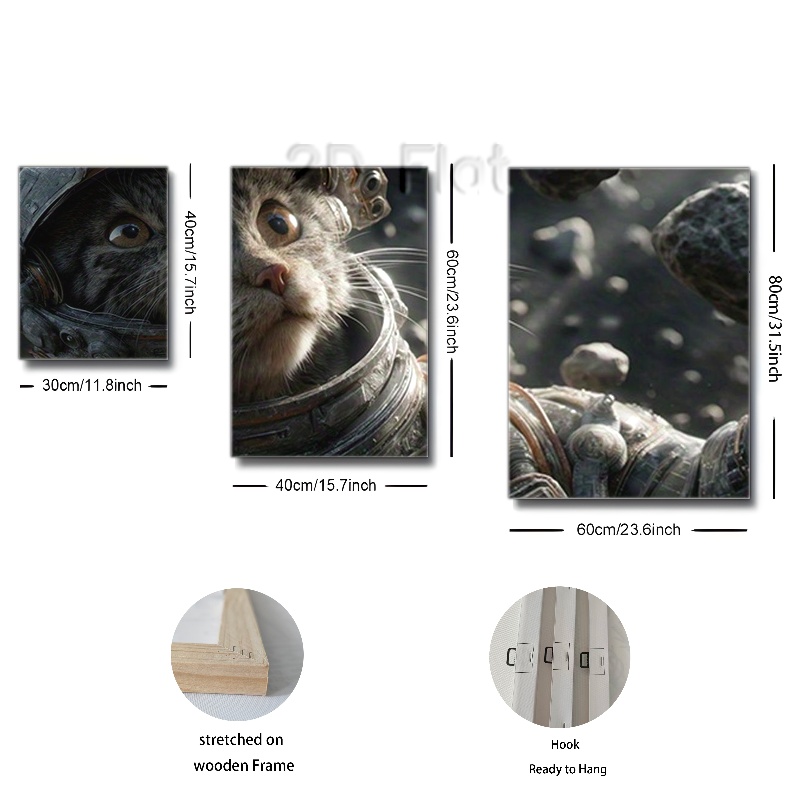 2D Flat
40cm/15.7inch
30cm/11.8inch
60cm/23.6inch
40cm/15.7inch
80cm/31.5inch
60cm/23.6inch
stretched on
wooden Frame
Hook
Ready to Hang